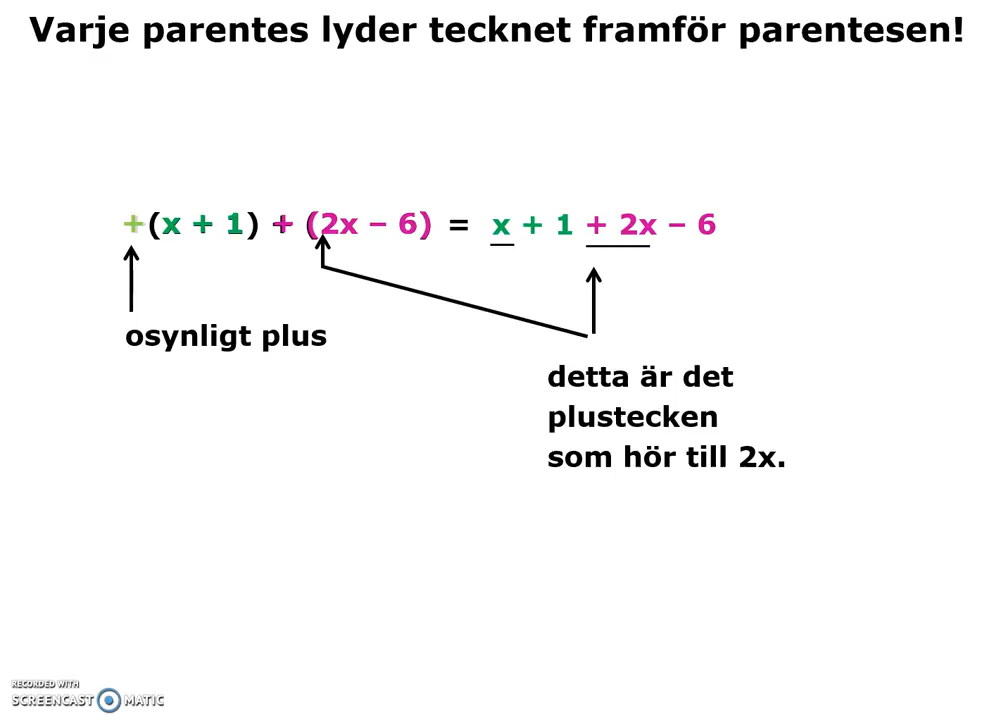 Varje parentes lyder tecknet framför parentesen!
+(x + 1) + (2x – 6) = x + 1 + 2x – 6
osynligt plus
detta är det
plustecken
som hör till 2x.
RECORDED WITH
SCREENCAST MATIC